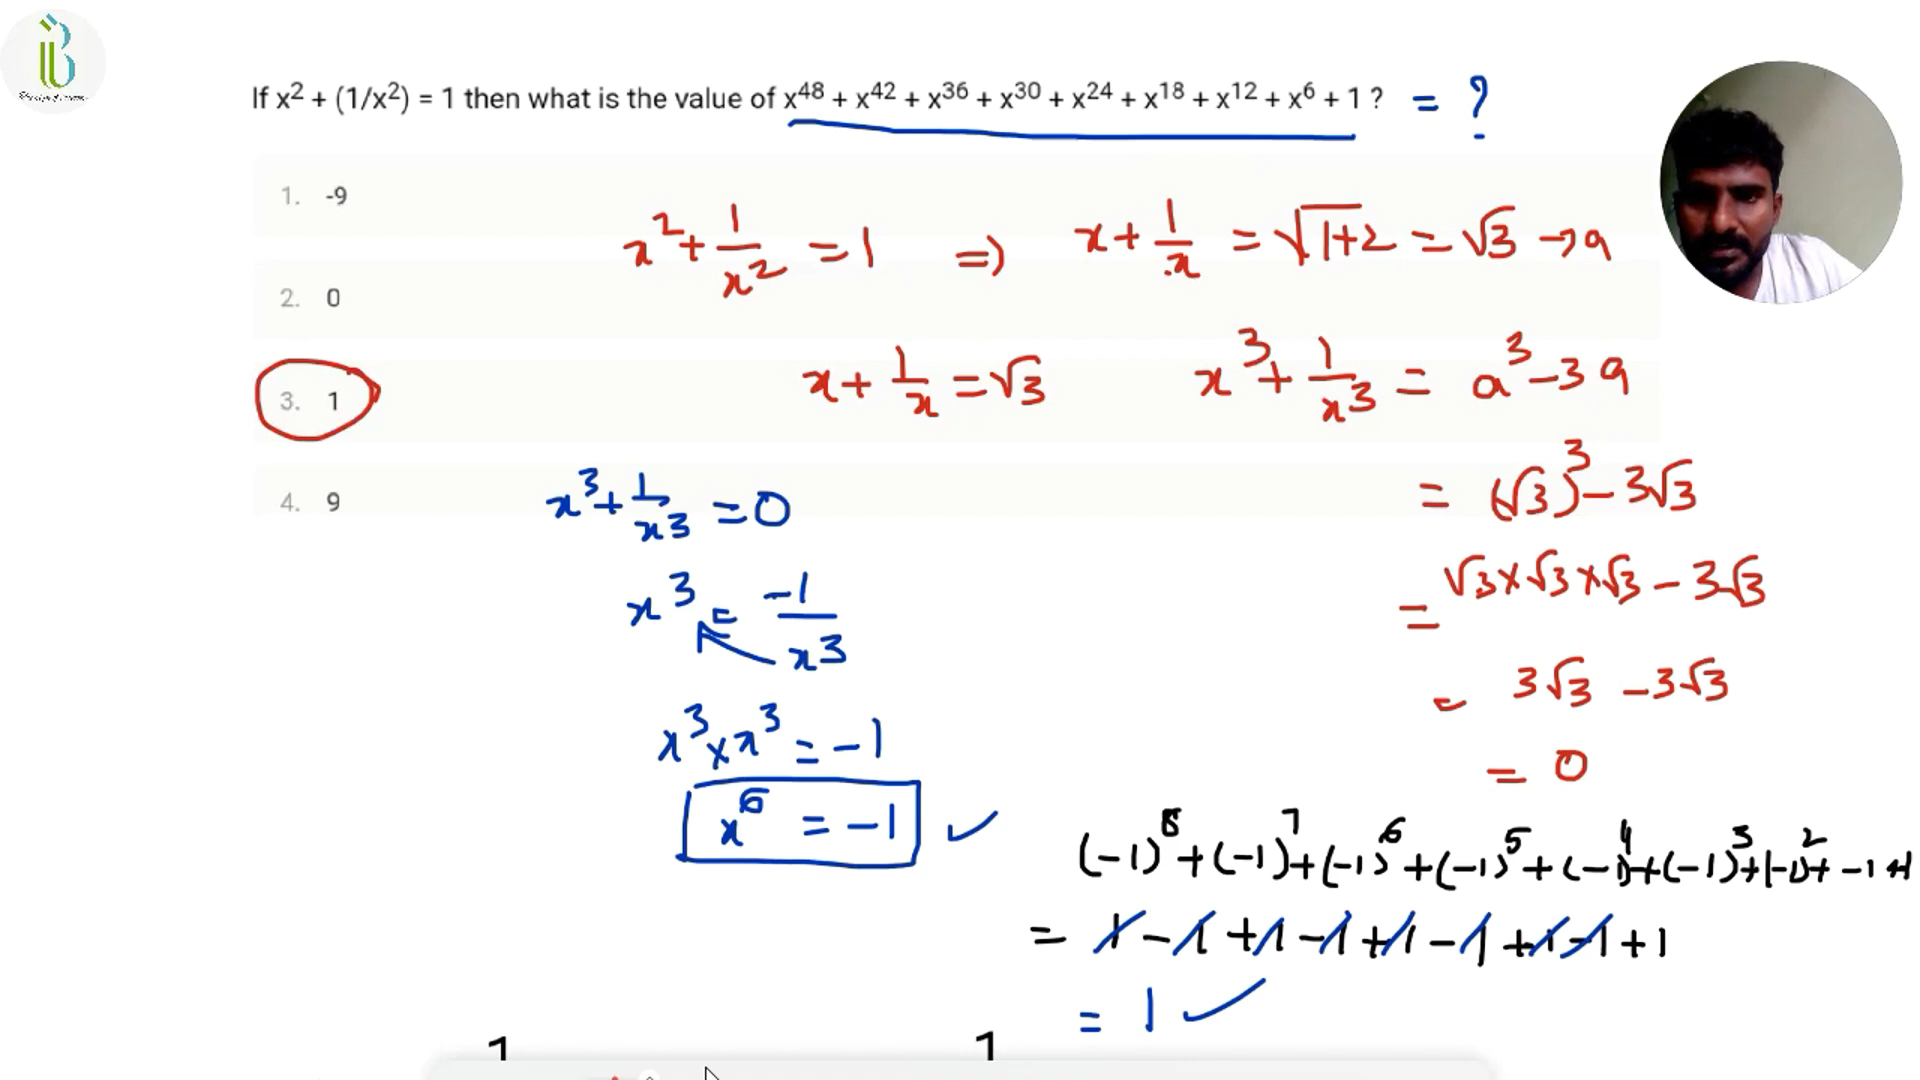 If x² + (1/x²) = 1 then what is the value of x⁴⁸ + x⁴² + x³⁶ + x³⁰ + x²⁴ + x¹⁸ + x¹² + x⁶ + 1 ? = ?
1. -9
2. 0
3. 1
4. 9
x² + 1/x² = 1 ⇒ x + 1/x = √1+2 = √3 → a
x + 1/x = √3
x³ + 1/x³ = a³ - 3a
= (√3)³ - 3√3
= √3 × √3 × √3 - 3√3
= 3√3 - 3√3
= 0
x³ + 1/x³ = 0
x³ = -1/x³
x³ × x³ = -1
x⁶ = -1 ✓
(-1)⁸ + (-1)⁷ + (-1)⁶ + (-1)⁵ + (-1)⁴ + (-1)³ + (-1)² + -1 +1
= 1 - 1 + 1 - 1 + 1 - 1 + 1 - 1 + 1
= 1 ✓
1 1